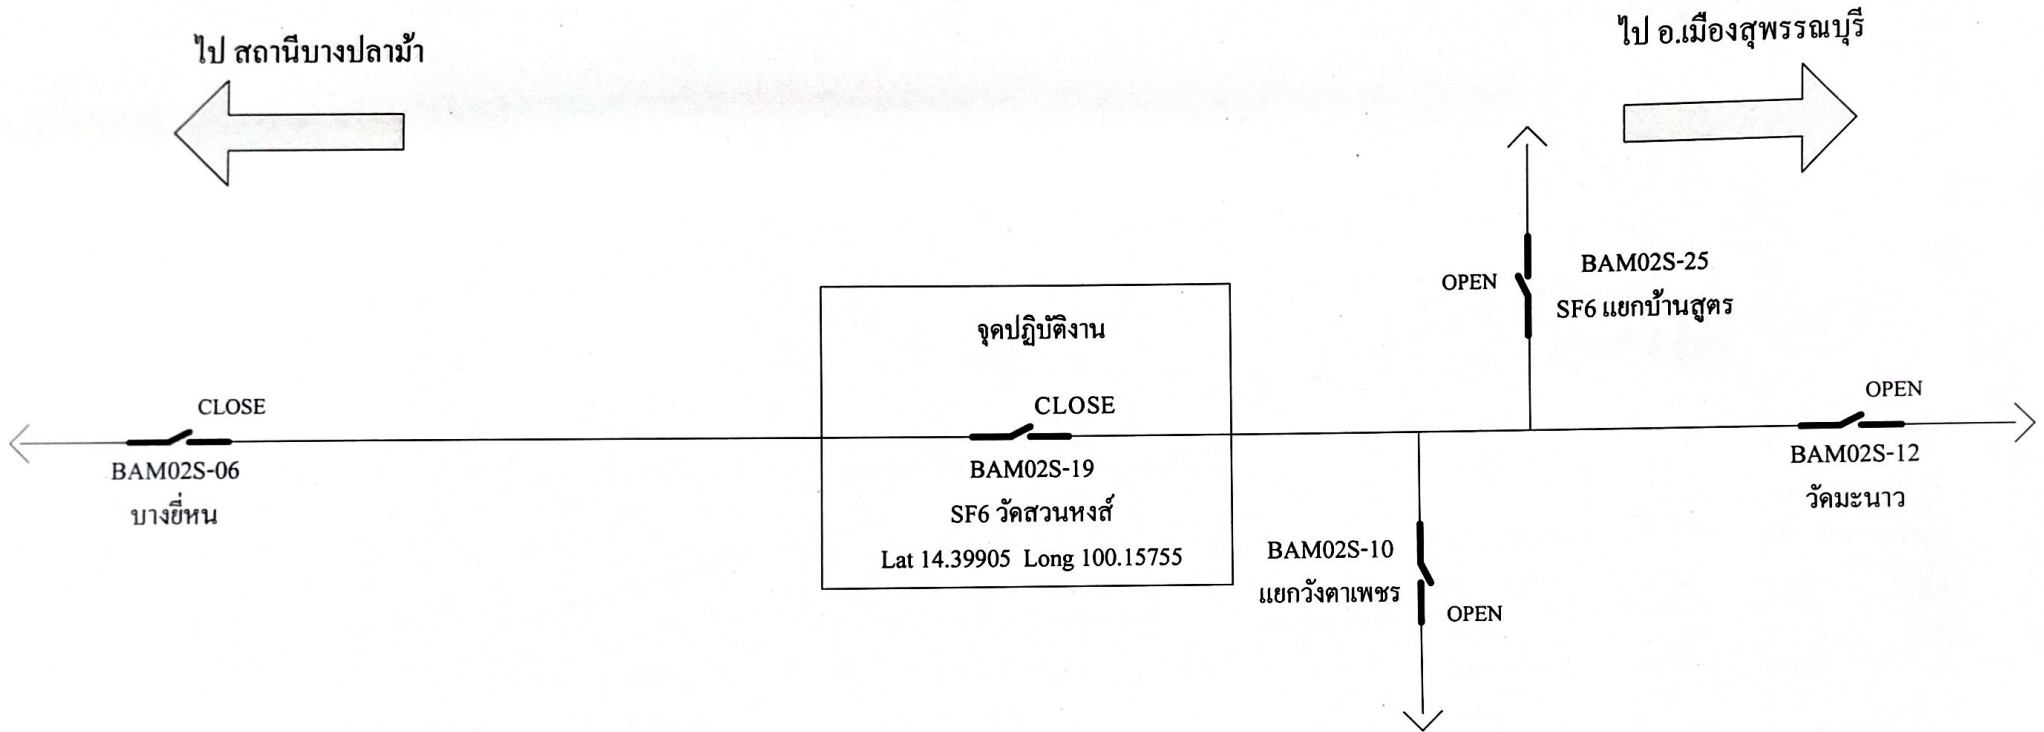 ไป สถานีบางปลาม้า
ไป อ.เมืองสุพรรณบุรี
BAM02S-25
OPEN
SF6 แยกบ้านสูตร
จุดปฏิบัติงาน
CLOSE
CLOSE
OPEN
BAM02S-06
บางยี่หน
BAM02S-19
SF6 วัดสวนหงส์
Lat 14.39905 Long 100.15755
BAM02S-12
วัดมะนาว
BAM02S-10
แยกวังตาเพชร
OPEN